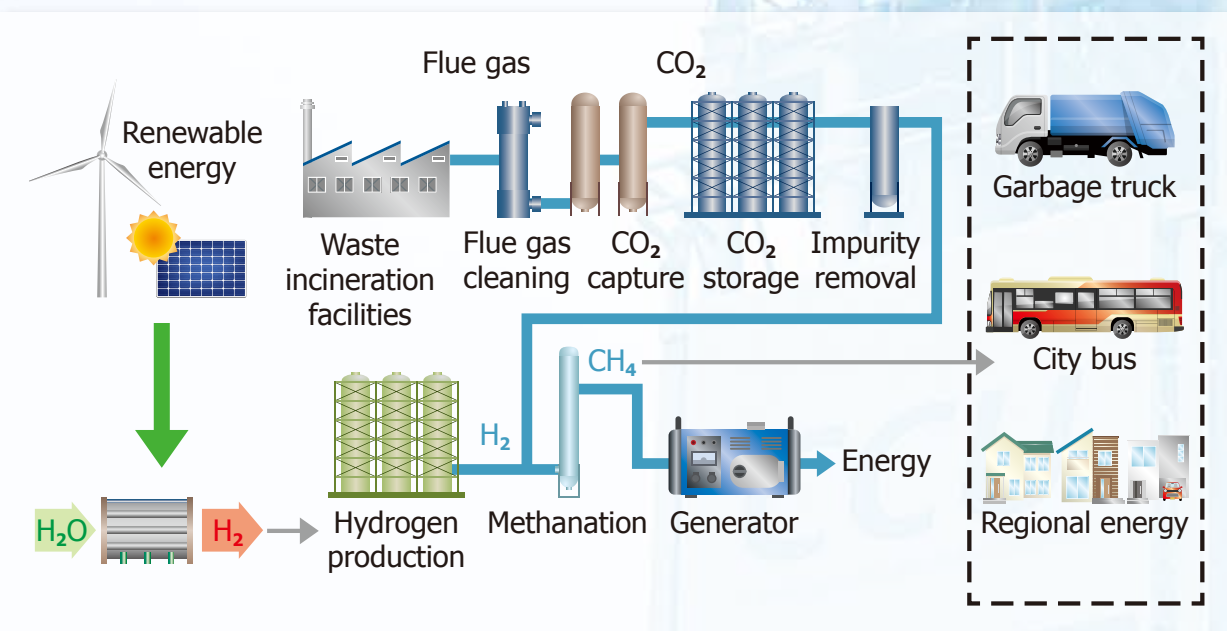 Flue gas
CO₂
Renewable
energy
Waste
incineration
facilities
Flue gas
cleaning
CO₂
capture
CO₂
storage
Impurity
removal
Garbage truck
City bus
Regional energy
CH₄
H₂
Energy
H₂O
H₂
Hydrogen
production
Methanation
Generator